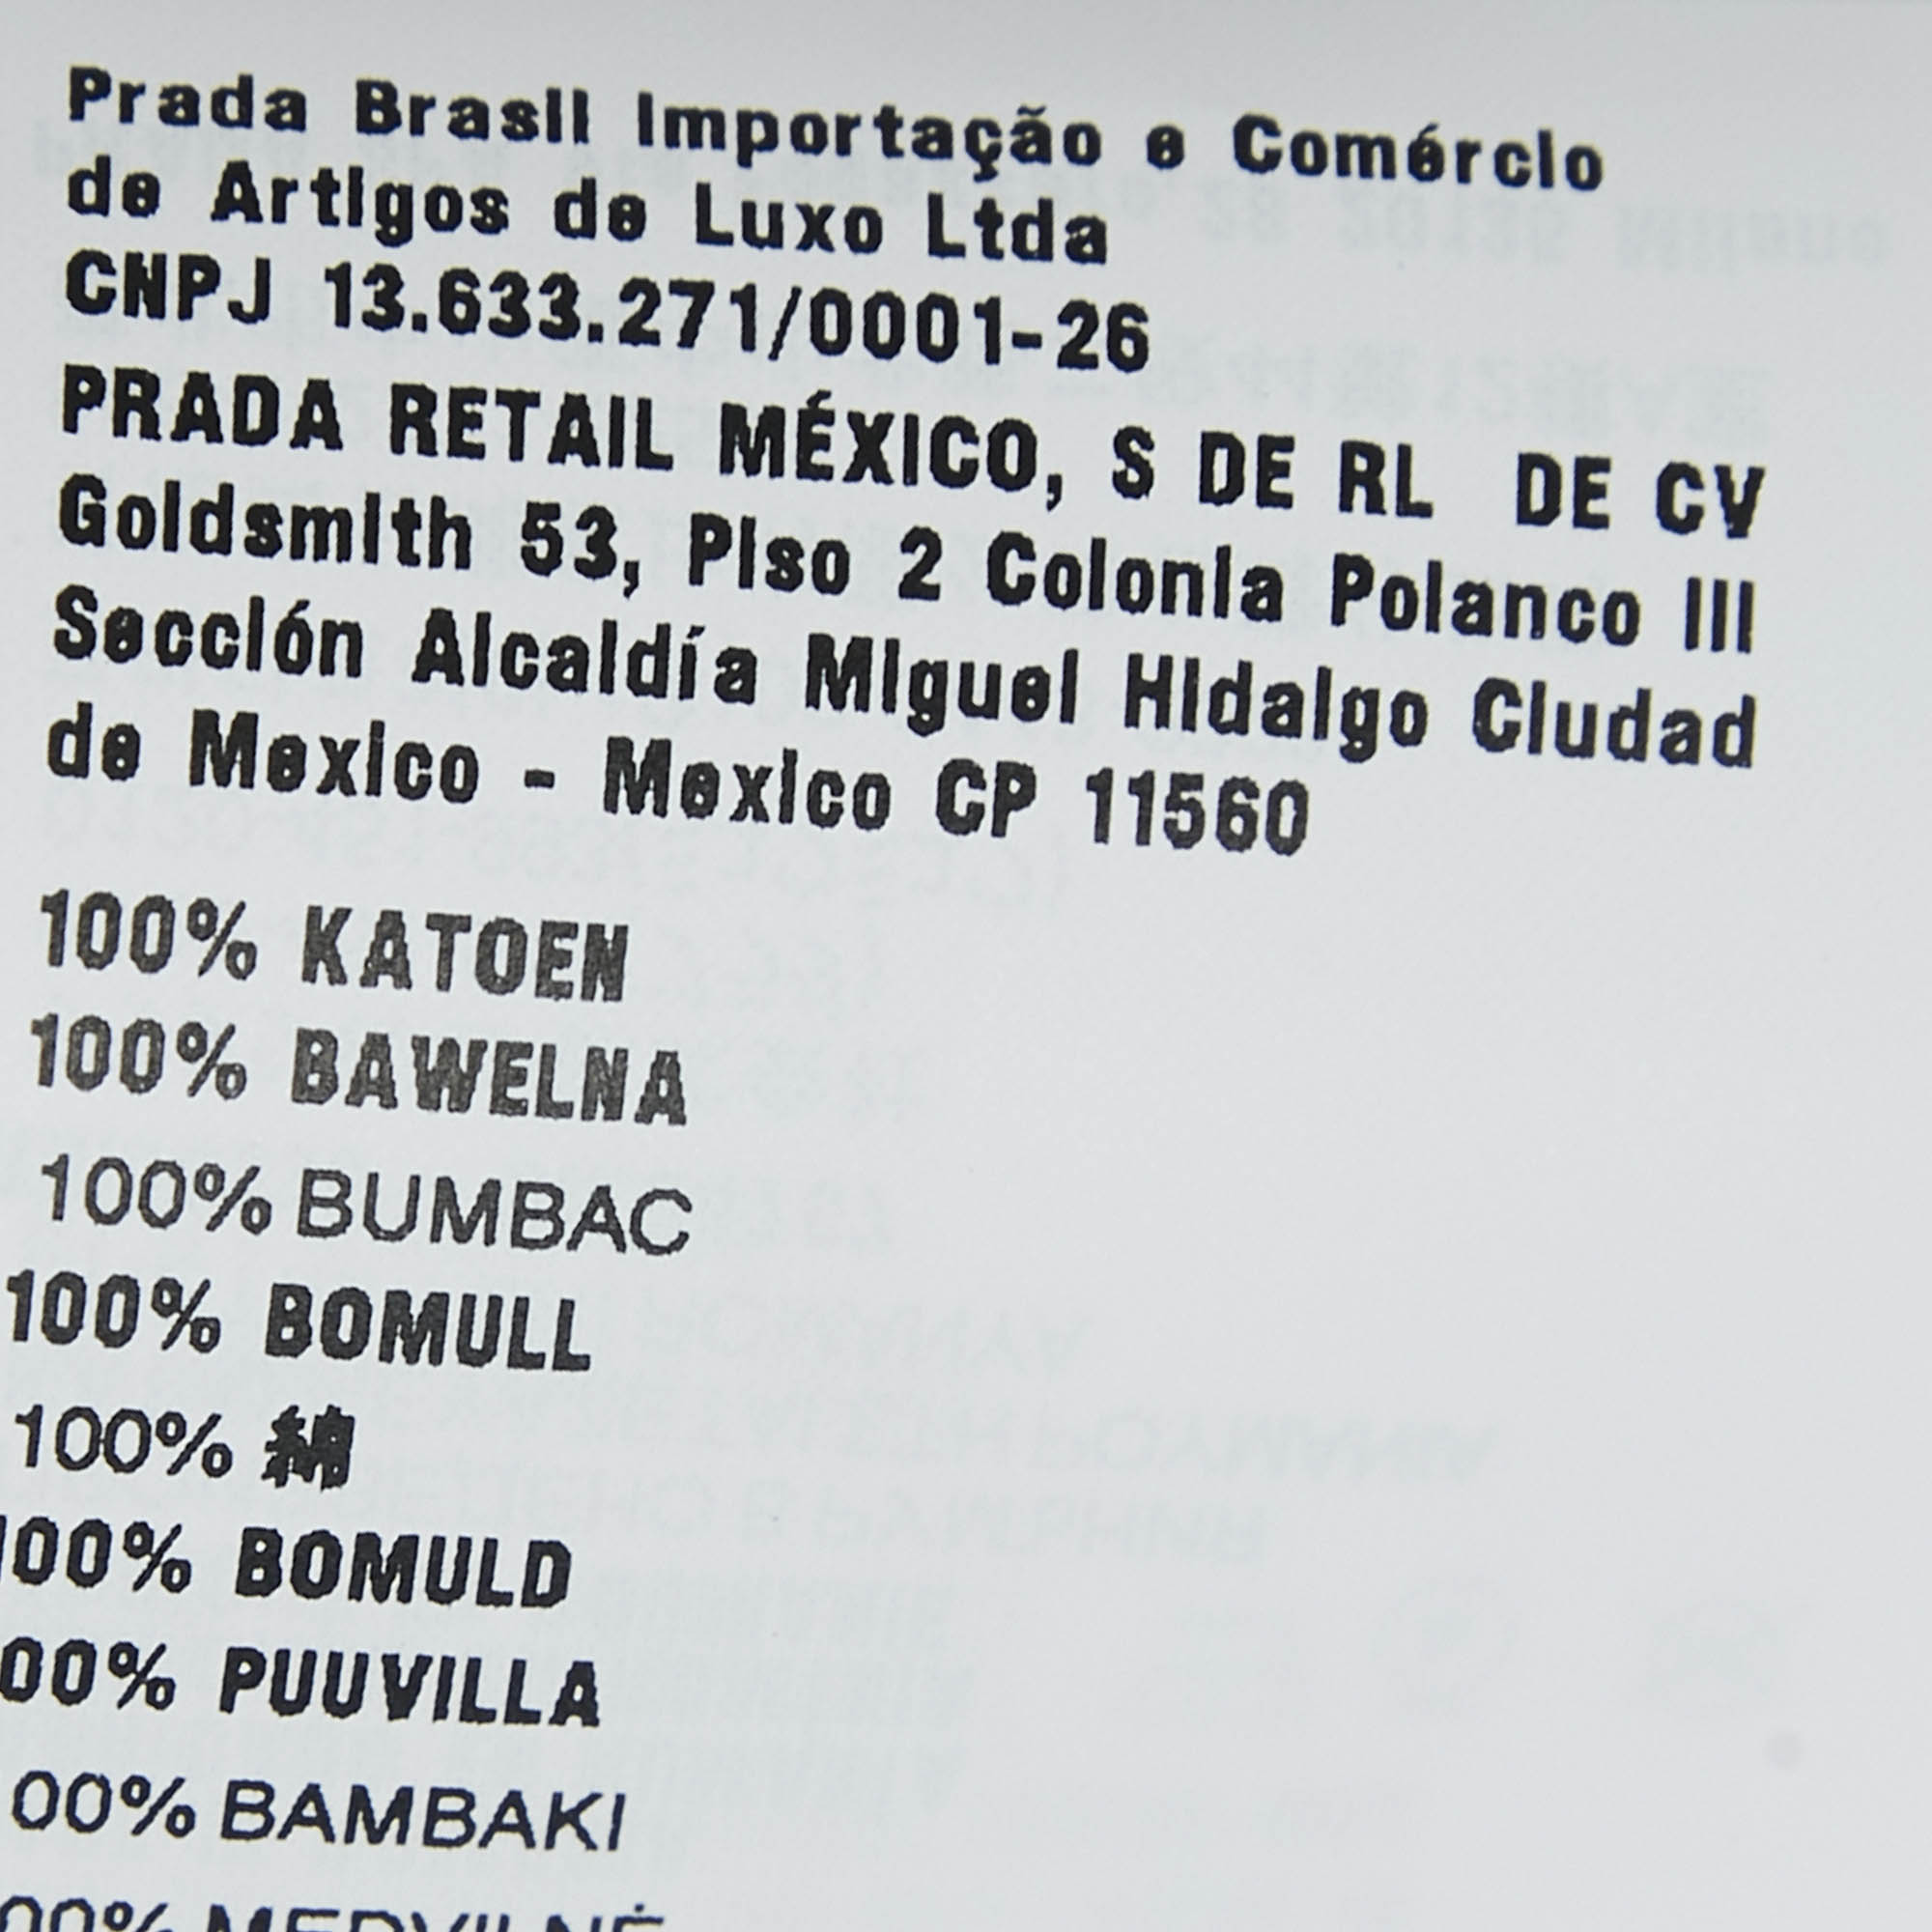 Prada Brasil Importação e Comércio
de Artigos de Luxo Ltda
CNPJ 13.633.271/0001-26
PRADA RETAIL MÉXICO, S DE RL DE CV
Goldsmith 53, Piso 2 Colonia Polanco III
Sección Alcaldía Miguel Hidalgo Ciudad
de Mexico - Mexico CP 11560
100% KATOEN
100% BAWELNA
100% BUMBAC
100% BOMULL
100% 綿
100% BOMULD
00% PUUVILLA
00% BAMBAKI
00% MEDVILNĖ